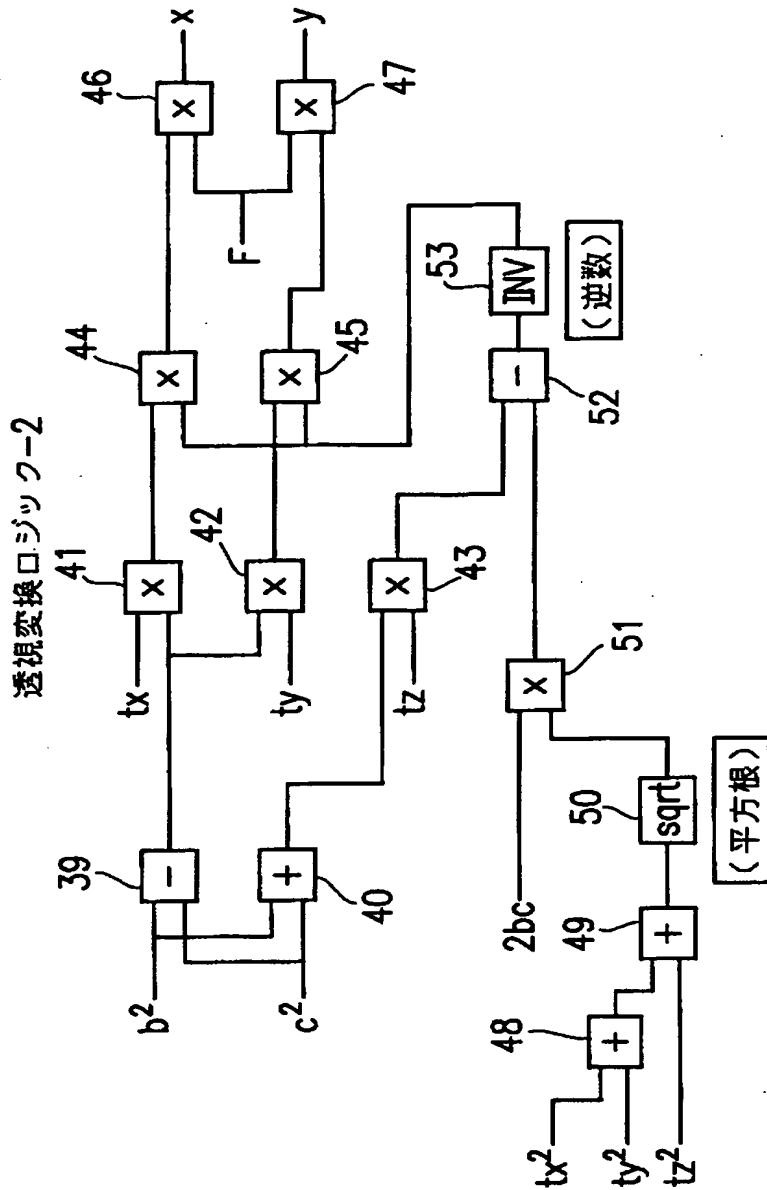 透視変換ロジック-2
b²
c²
39
-
40
+
tx
ty
tz
41
x
42
x
43
x
44
x
45
x
F
46
x
47
x
x
y
tx²
ty²
tz²
48
+
49
+
50
sqrt
(平方根)
2bc
51
x
52
-
53
INV
(逆数)